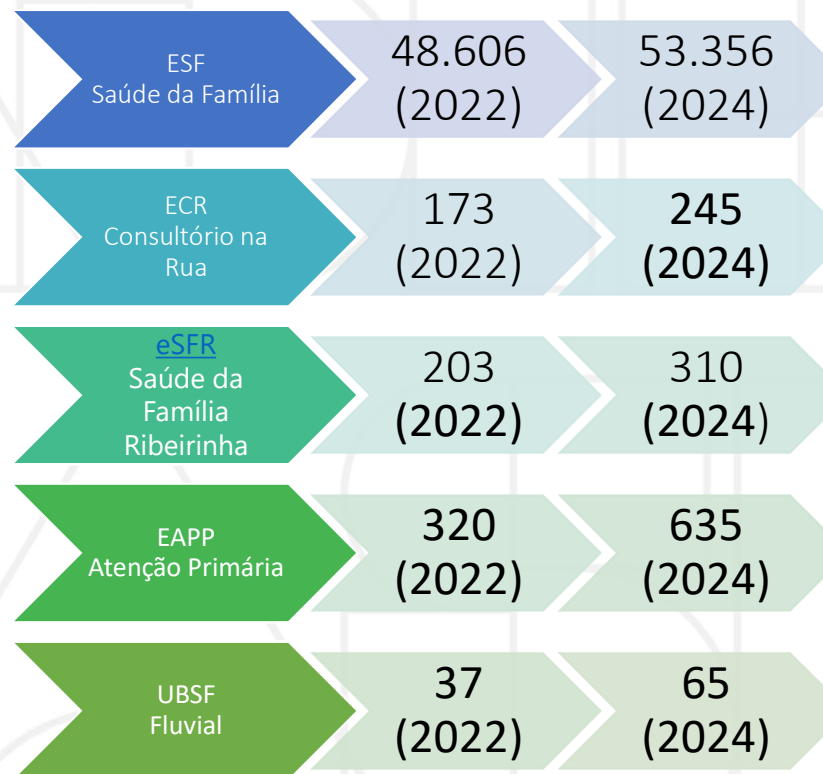 ESF
Saúde da Família
48.606
(2022)
53.356
(2024)
ECR
Consultório na
Rua
173
(2022)
245
(2024)
eSFR
Saúde da
Família
Ribeirinha
203
(2022)
310
(2024)
EAPP
Atenção Primária
320
(2022)
635
(2024)
UBSF
Fluvial
37
(2022)
65
(2024)